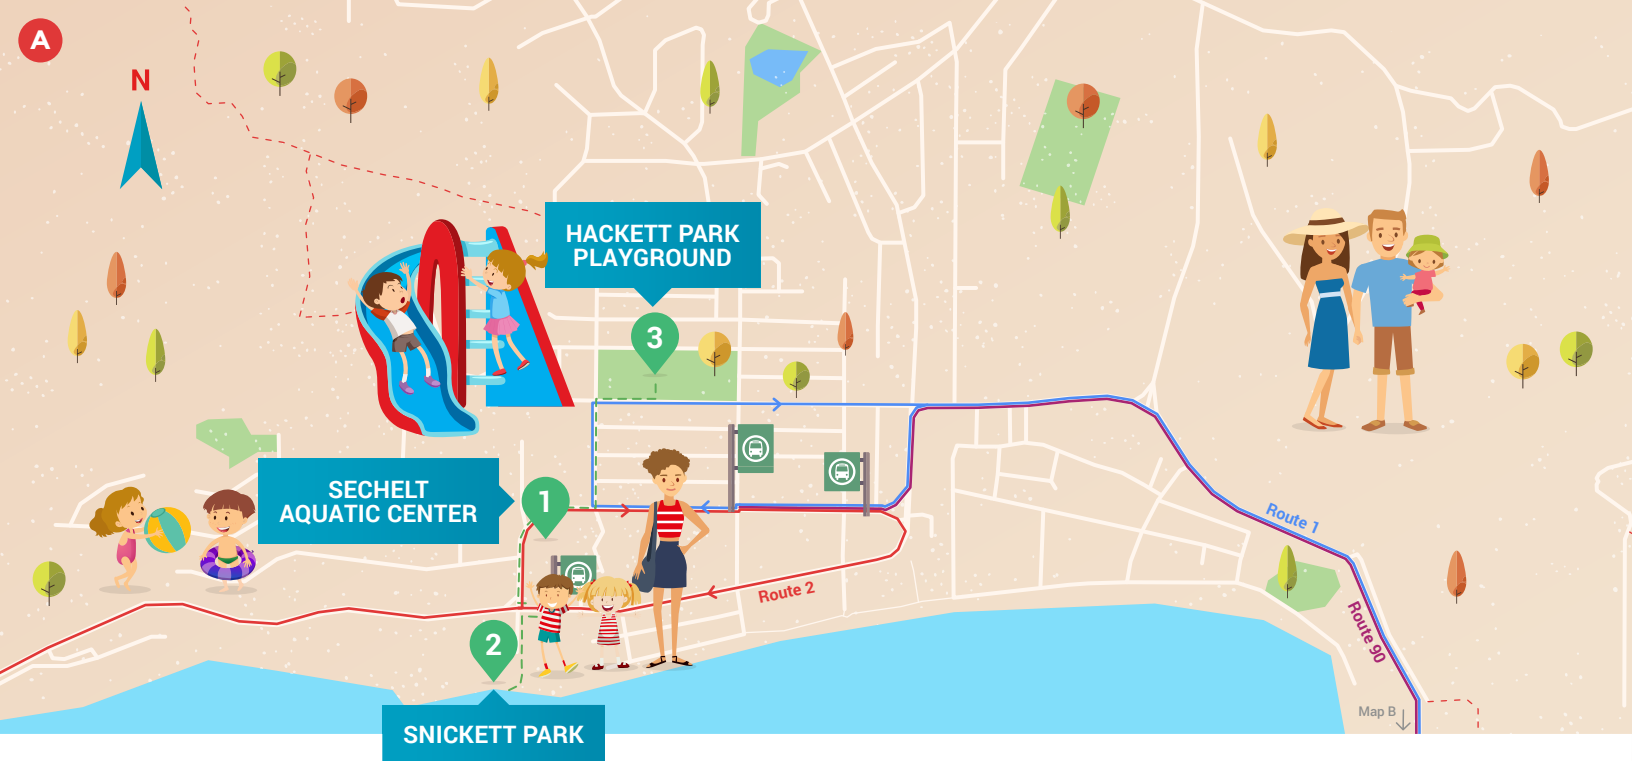 A
N
HACKETT PARK
PLAYGROUND
3
SECHELT
AQUATIC CENTER
1
Route 1
Route 2
Route 90
2
SNICKETT PARK
Map B